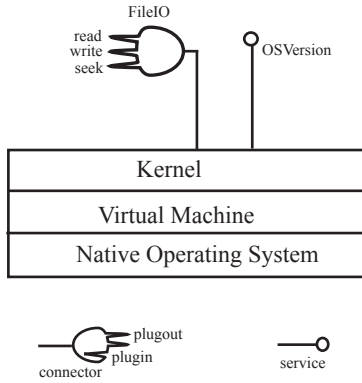 FileIO
read
write
seek
OSVersion
Kernel
Virtual Machine
Native Operating System
plugout
plugin
connector
service